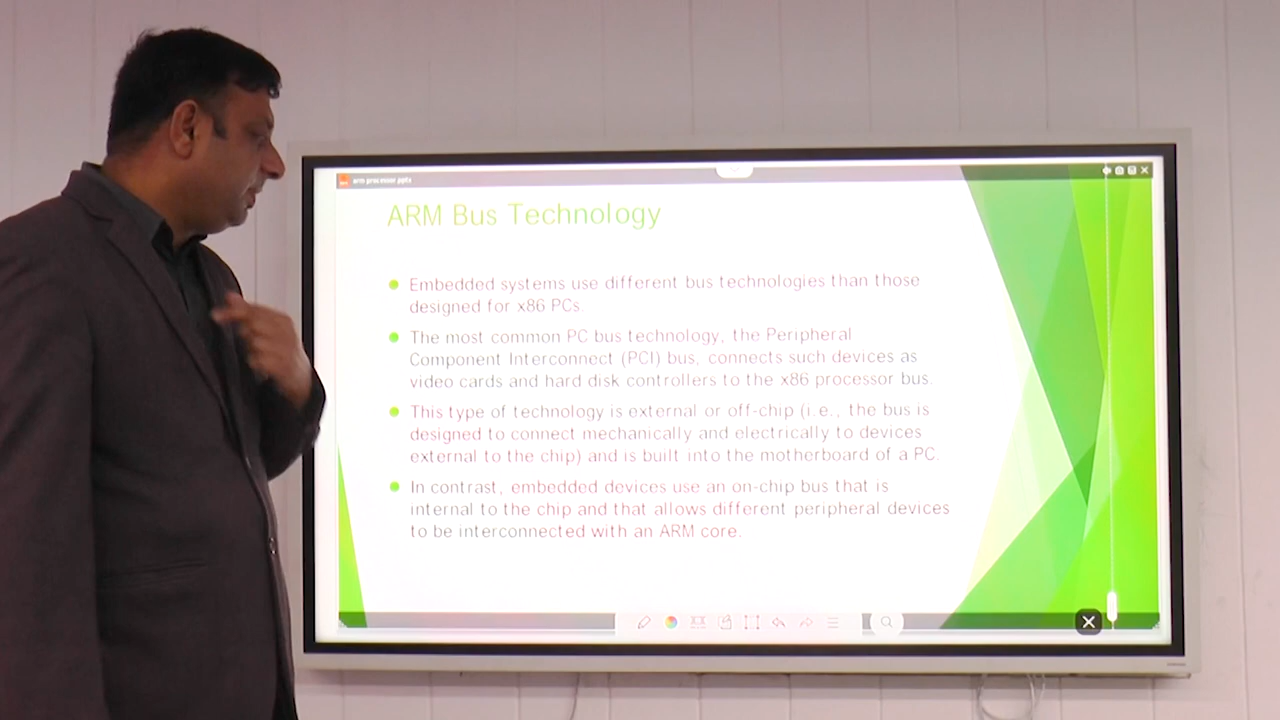 arm processor.pptx
ARM Bus Technology
Embedded systems use different bus technologies than those
designed for x86 PCs.
The most common PC bus technology, the Peripheral
Component Interconnect (PCI) bus, connects such devices as
video cards and hard disk controllers to the x86 processor bus.
This type of technology is external or off-chip (i.e., the bus is
designed to connect mechanically and electrically to devices
external to the chip) and is built into the motherboard of a PC.
In contrast, embedded devices use an on-chip bus that is
internal to the chip and that allows different peripheral devices
to be interconnected with an ARM core.